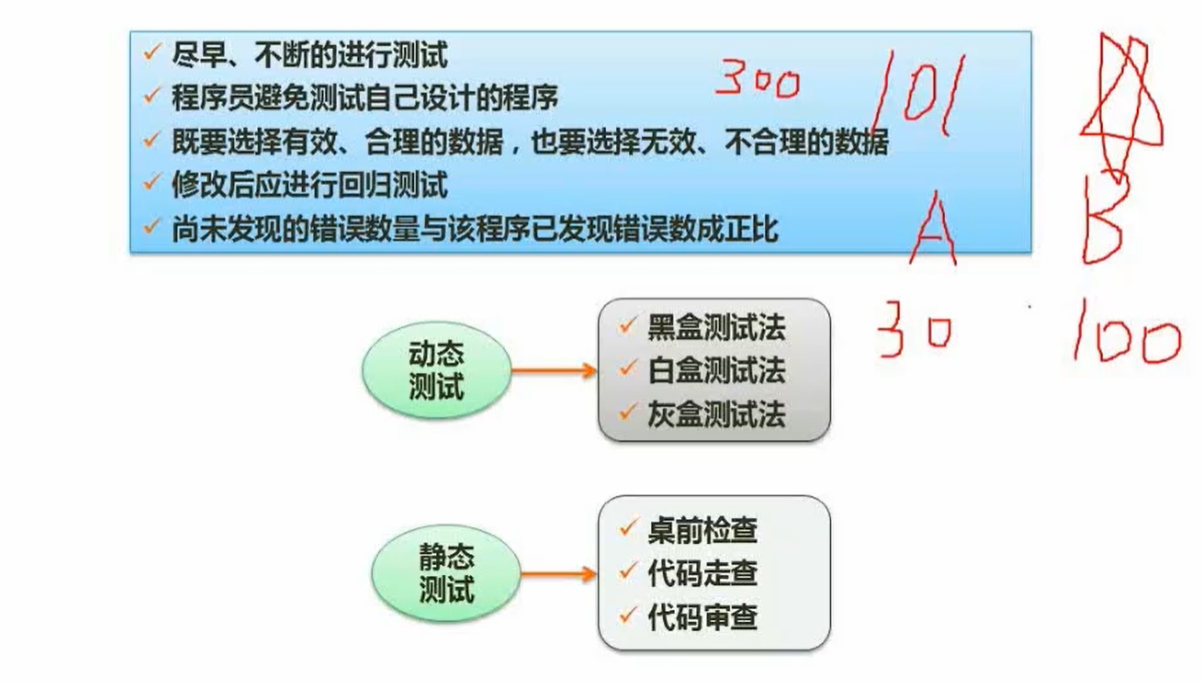 尽早、不断的进行测试
程序员避免测试自己设计的程序
既要选择有效、合理的数据，也要选择无效、不合理的数据
修改后应进行回归测试
尚未发现的错误数量与该程序已发现错误数成正比
300
101
A
B
30
100
动态
测试
黑盒测试法
白盒测试法
灰盒测试法
静态
测试
桌前检查
代码走查
代码审查